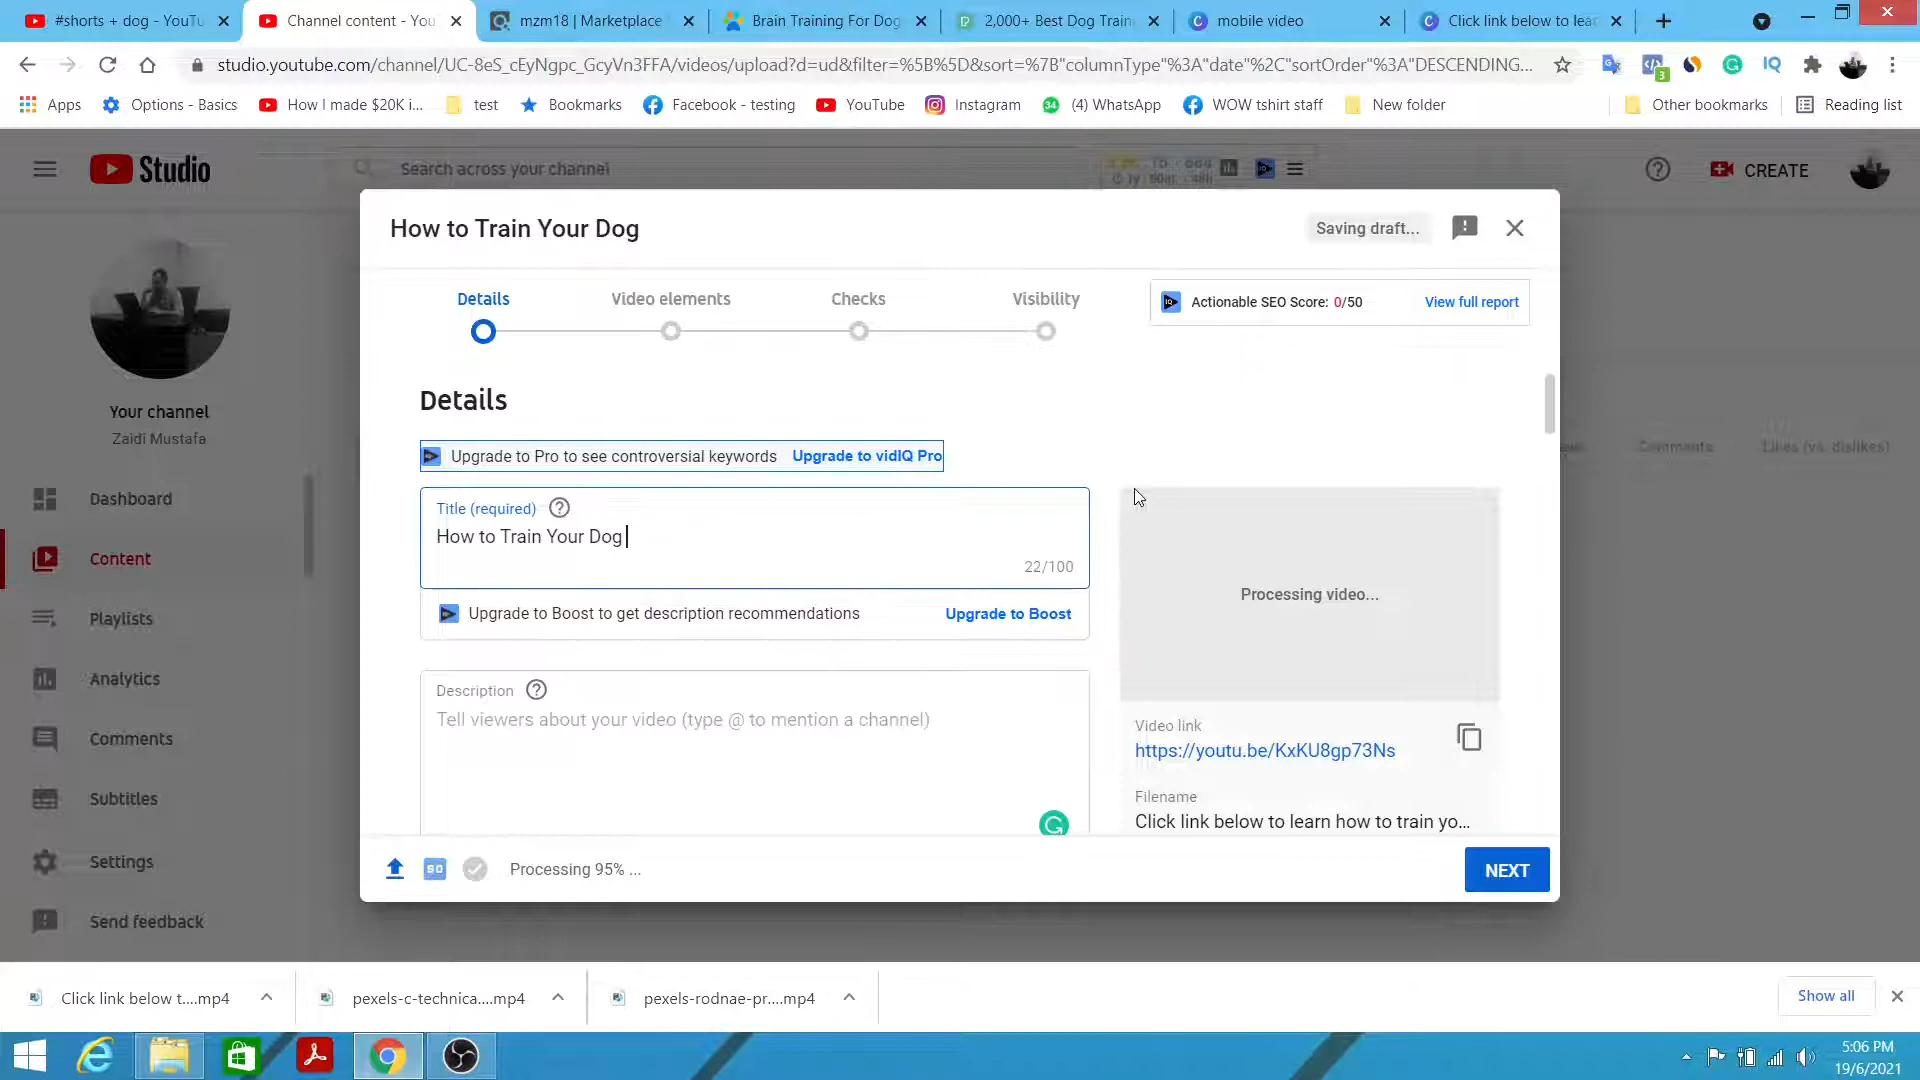 #shorts + dog - YouTu
Channel content - You
mzm18 | Marketplace
Brain Training For Dog
2,000+ Best Dog Train
mobile video
Click link below to lea
studio.youtube.com/channel/UC-8eS_cEyNgpc_GcyVn3FFA/videos/upload?d=ud&filter=%5B%5D&sort=%7B"columnType"%3A"date"%2C"sortOrder"%3A"DESCENDING...
3
IQ
Apps
Options - Basics
How I made $20K i...
test
Bookmarks
Facebook - testing
YouTube
Instagram
34
(4) WhatsApp
WOW tshirt staff
New folder
Other bookmarks
Reading list
Studio
Search across your channel
CREATE
How to Train Your Dog
Saving draft...
Details
Video elements
Checks
Visibility
Actionable SEO Score: 0/50
View full report
Details
Your channel
Zaidi Mustafa
Comments
Likes (vs. dislikes)
Upgrade to Pro to see controversial keywords
Upgrade to vidIQ Pro
Title (required)
How to Train Your Dog
22/100
Upgrade to Boost to get description recommendations
Upgrade to Boost
Description
Tell viewers about your video (type @ to mention a channel)
Processing video...
Video link
https://youtu.be/KxKU8gp73Ns
Filename
Click link below to learn how to train yo...
Dashboard
Content
Playlists
Analytics
Comments
Subtitles
Settings
Send feedback
SD
Processing 95% ...
NEXT
Click link below t....mp4
pexels-c-technica....mp4
pexels-rodnae-pr....mp4
Show all
5:06 PM
19/6/2021